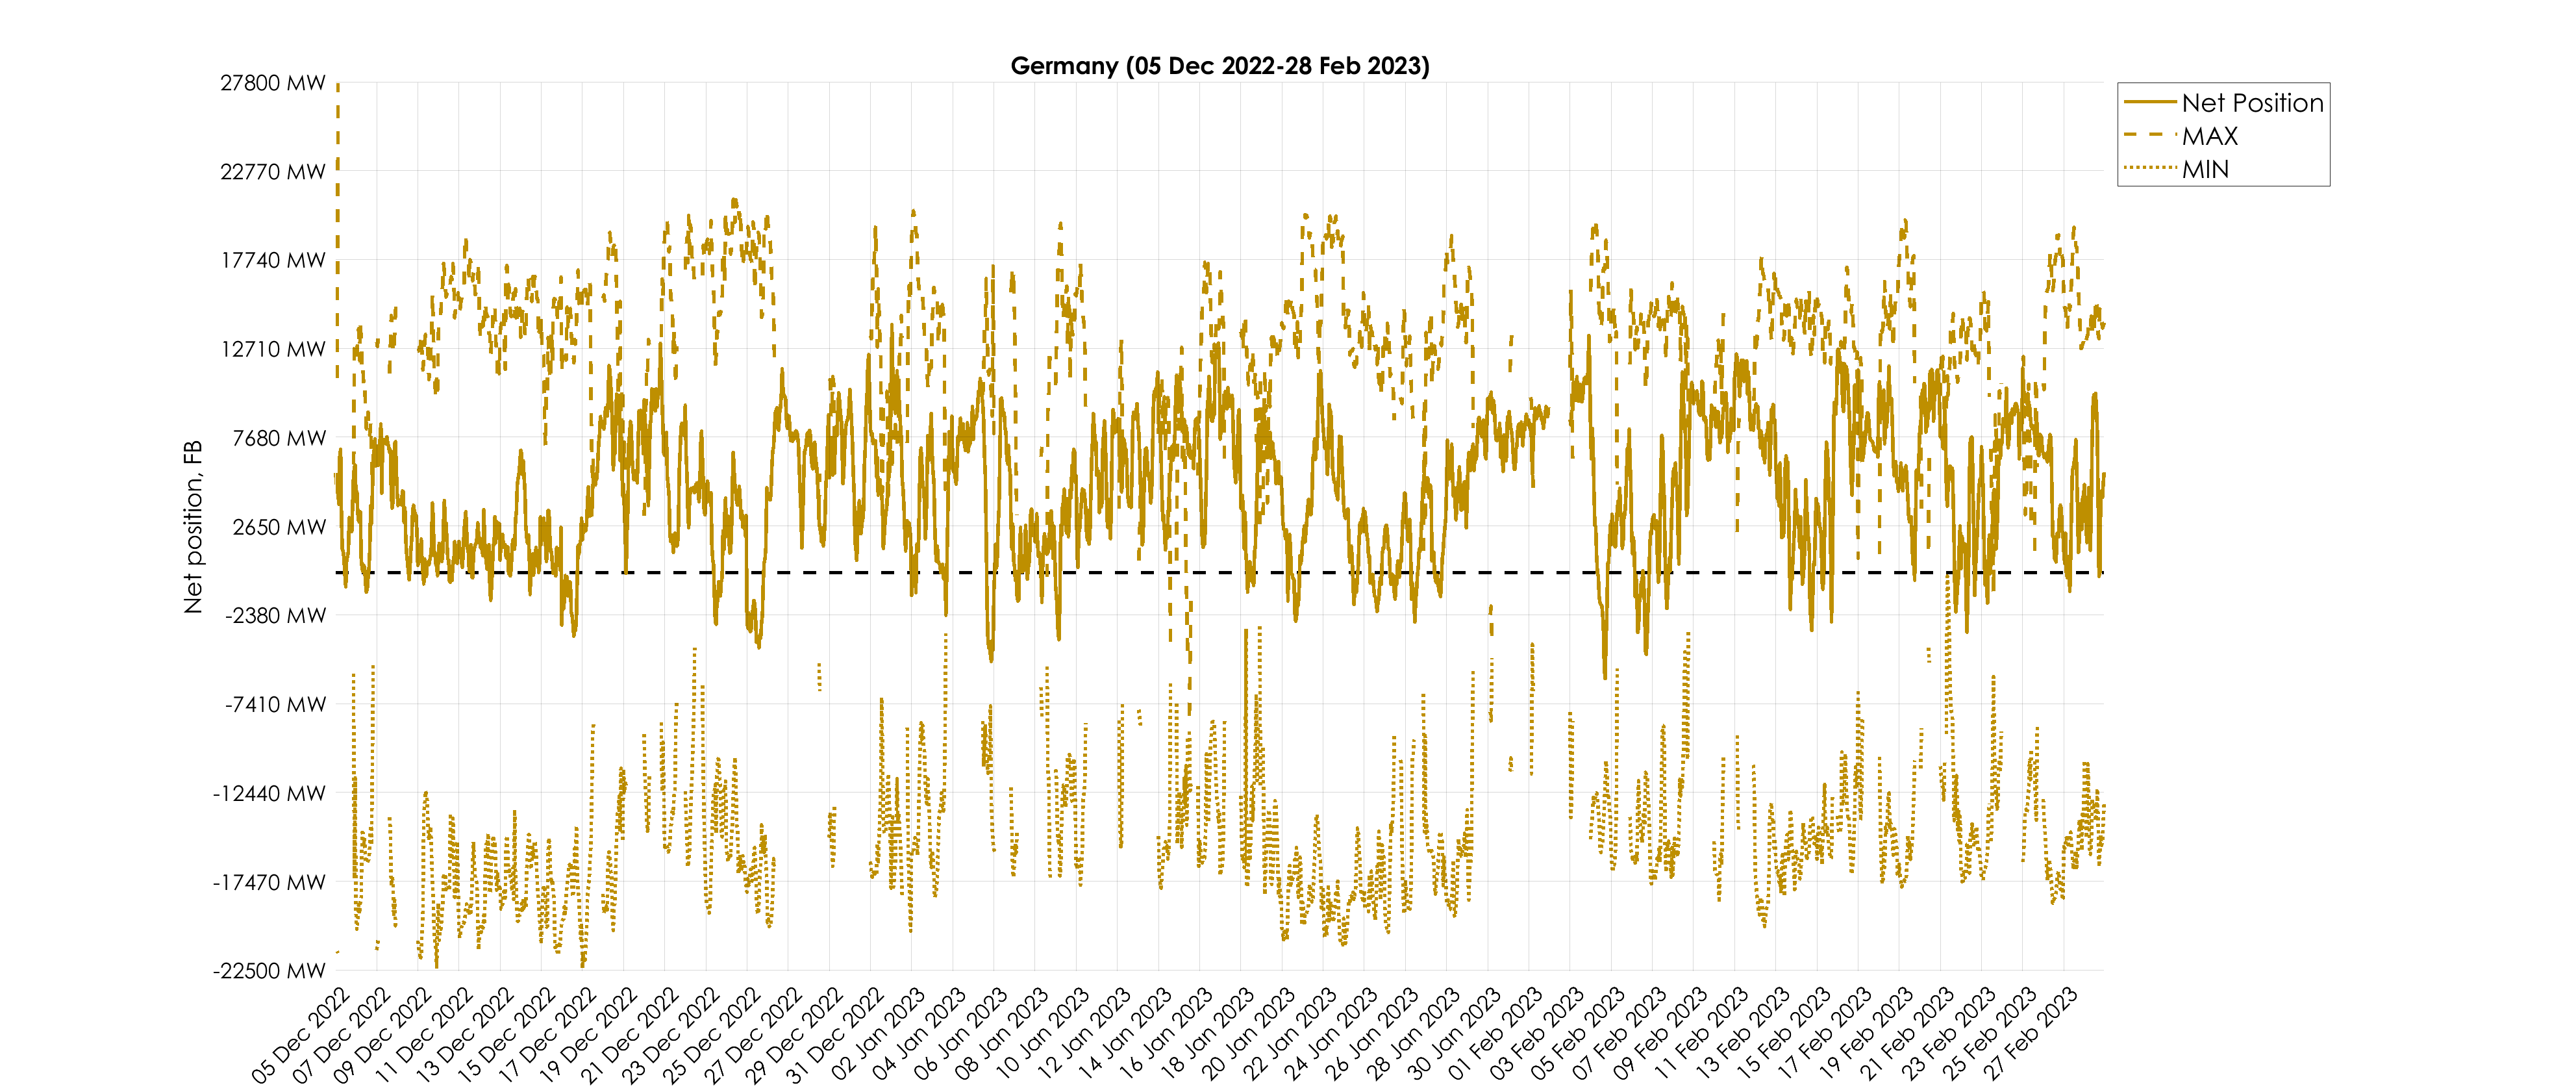 Germany (05 Dec 2022-28 Feb 2023)
27800 MW
22770 MW
17740 MW
12710 MW
7680 MW
2650 MW
-2380 MW
-7410 MW
-12440 MW
-17470 MW
-22500 MW
Net position, FB
Net Position
MAX
MIN
05 Dec 2022
07 Dec 2022
09 Dec 2022
11 Dec 2022
13 Dec 2022
15 Dec 2022
17 Dec 2022
19 Dec 2022
21 Dec 2022
23 Dec 2022
25 Dec 2022
27 Dec 2022
29 Dec 2022
31 Dec 2022
02 Jan 2023
04 Jan 2023
06 Jan 2023
08 Jan 2023
10 Jan 2023
12 Jan 2023
14 Jan 2023
16 Jan 2023
18 Jan 2023
20 Jan 2023
22 Jan 2023
24 Jan 2023
26 Jan 2023
28 Jan 2023
30 Jan 2023
01 Feb 2023
03 Feb 2023
05 Feb 2023
07 Feb 2023
09 Feb 2023
11 Feb 2023
13 Feb 2023
15 Feb 2023
17 Feb 2023
19 Feb 2023
21 Feb 2023
23 Feb 2023
25 Feb 2023
27 Feb 2023